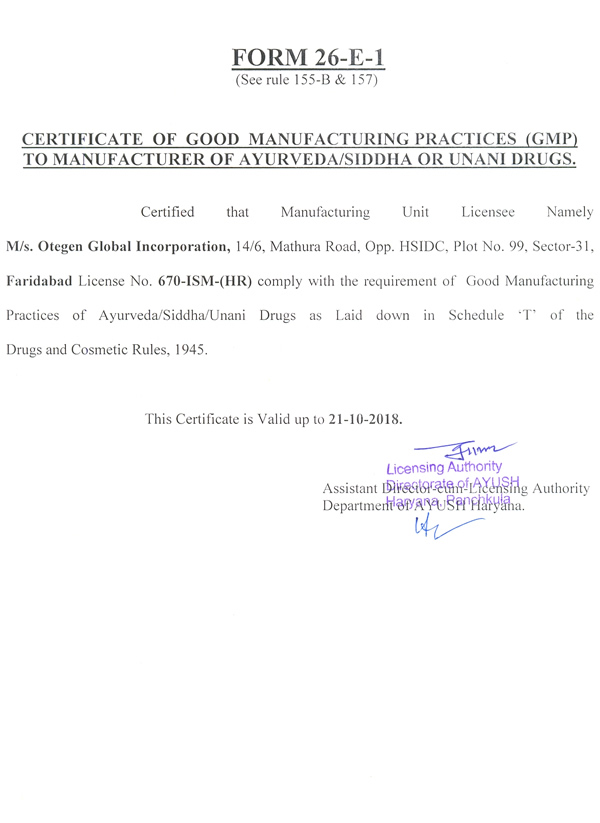 FORM 26-E-1
(See rule 155-B & 157)
CERTIFICATE OF GOOD MANUFACTURING PRACTICES (GMP)
TO MANUFACTURER OF AYURVEDA/SIDDHA OR UNANI DRUGS.
Certified that Manufacturing Unit Licensee Namely
M/s. Otegen Global Incorporation, 14/6, Mathura Road, Opp. HSIDC, Plot No. 99, Sector-31,
Faridabad License No. 670-ISM-(HR) comply with the requirement of Good Manufacturing
Practices of Ayurveda/Siddha/Unani Drugs as Laid down in Schedule ‘T’ of the
Drugs and Cosmetic Rules, 1945.
This Certificate is Valid up to 21-10-2018.
Licensing Authority
Directorate of AYUSH
Haryana, Panchkula
Assistant Director-cum-Licensing Authority
Department of AYUSH Haryana.